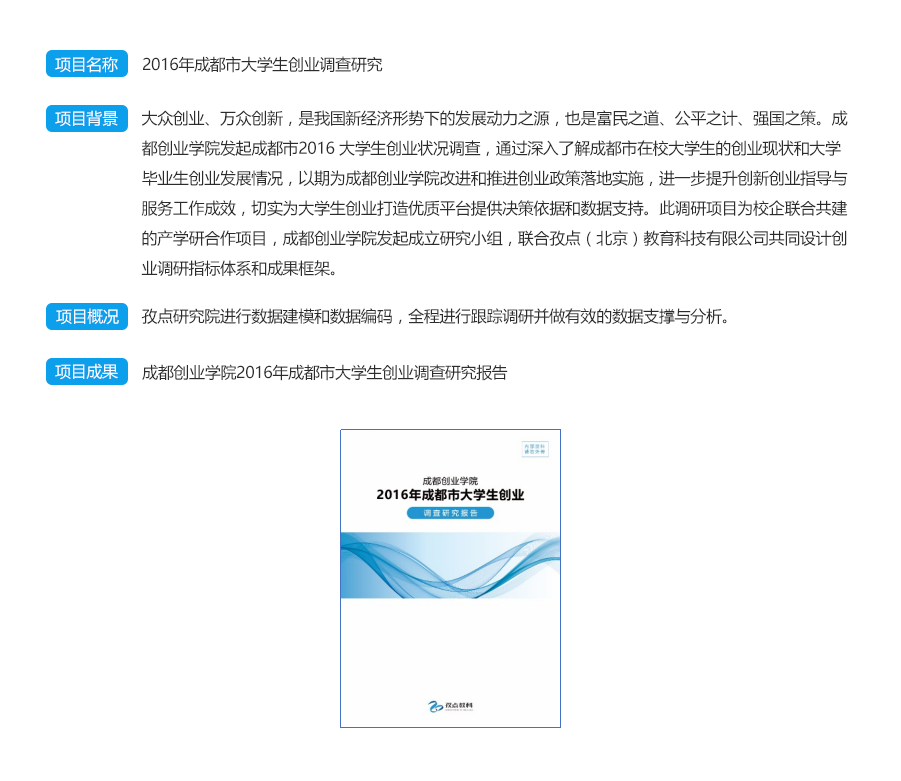 项目名称 2016年成都市大学生创业调查研究
项目背景 大众创业、万众创新，是我国新经济形势下的发展动力之源，也是富民之道、公平之计、强国之策。成
都创业学院发起成都市2016 大学生创业状况调查，通过深入了解成都市在校大学生的创业现状和大学
毕业生创业发展情况，以期为成都创业学院改进和推进创业政策落地实施，进一步提升创新创业指导与
服务工作成效，切实为大学生创业打造优质平台提供决策依据和数据支持。此调研项目为校企联合共建
的产学研合作项目，成都创业学院发起成立研究小组，联合孜点（北京）教育科技有限公司共同设计创
业调研指标体系和成果框架。
项目概况 孜点研究院进行数据建模和数据编码，全程进行跟踪调研并做有效的数据支撑与分析。
项目成果 成都创业学院2016年成都市大学生创业调查研究报告
成都创业学院
2016年成都市大学生创业
调查研究报告
孜点教科